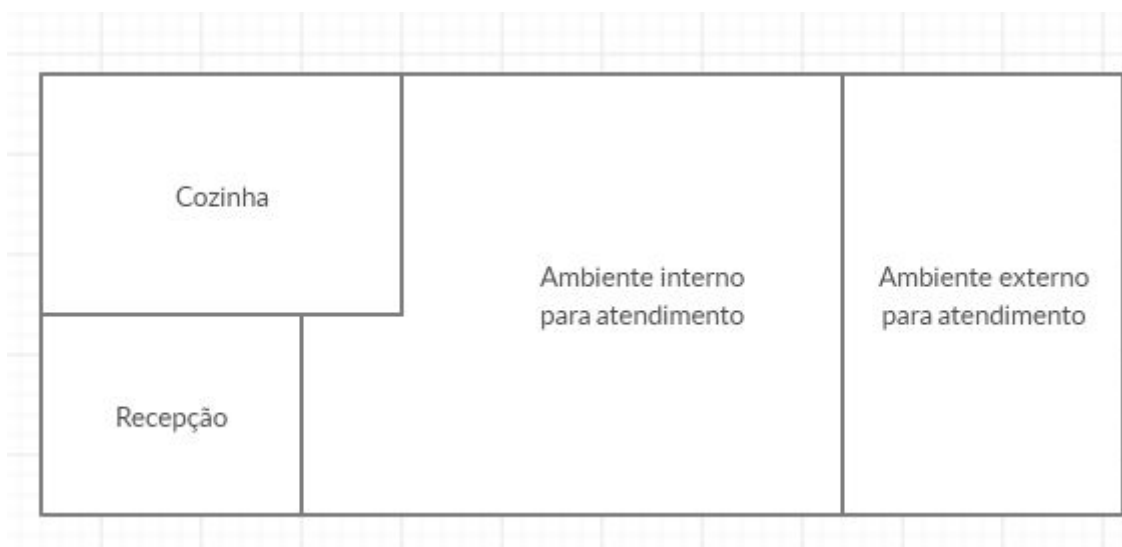 Cozinha
Ambiente interno
para atendimento
Ambiente externo
para atendimento
Recepção